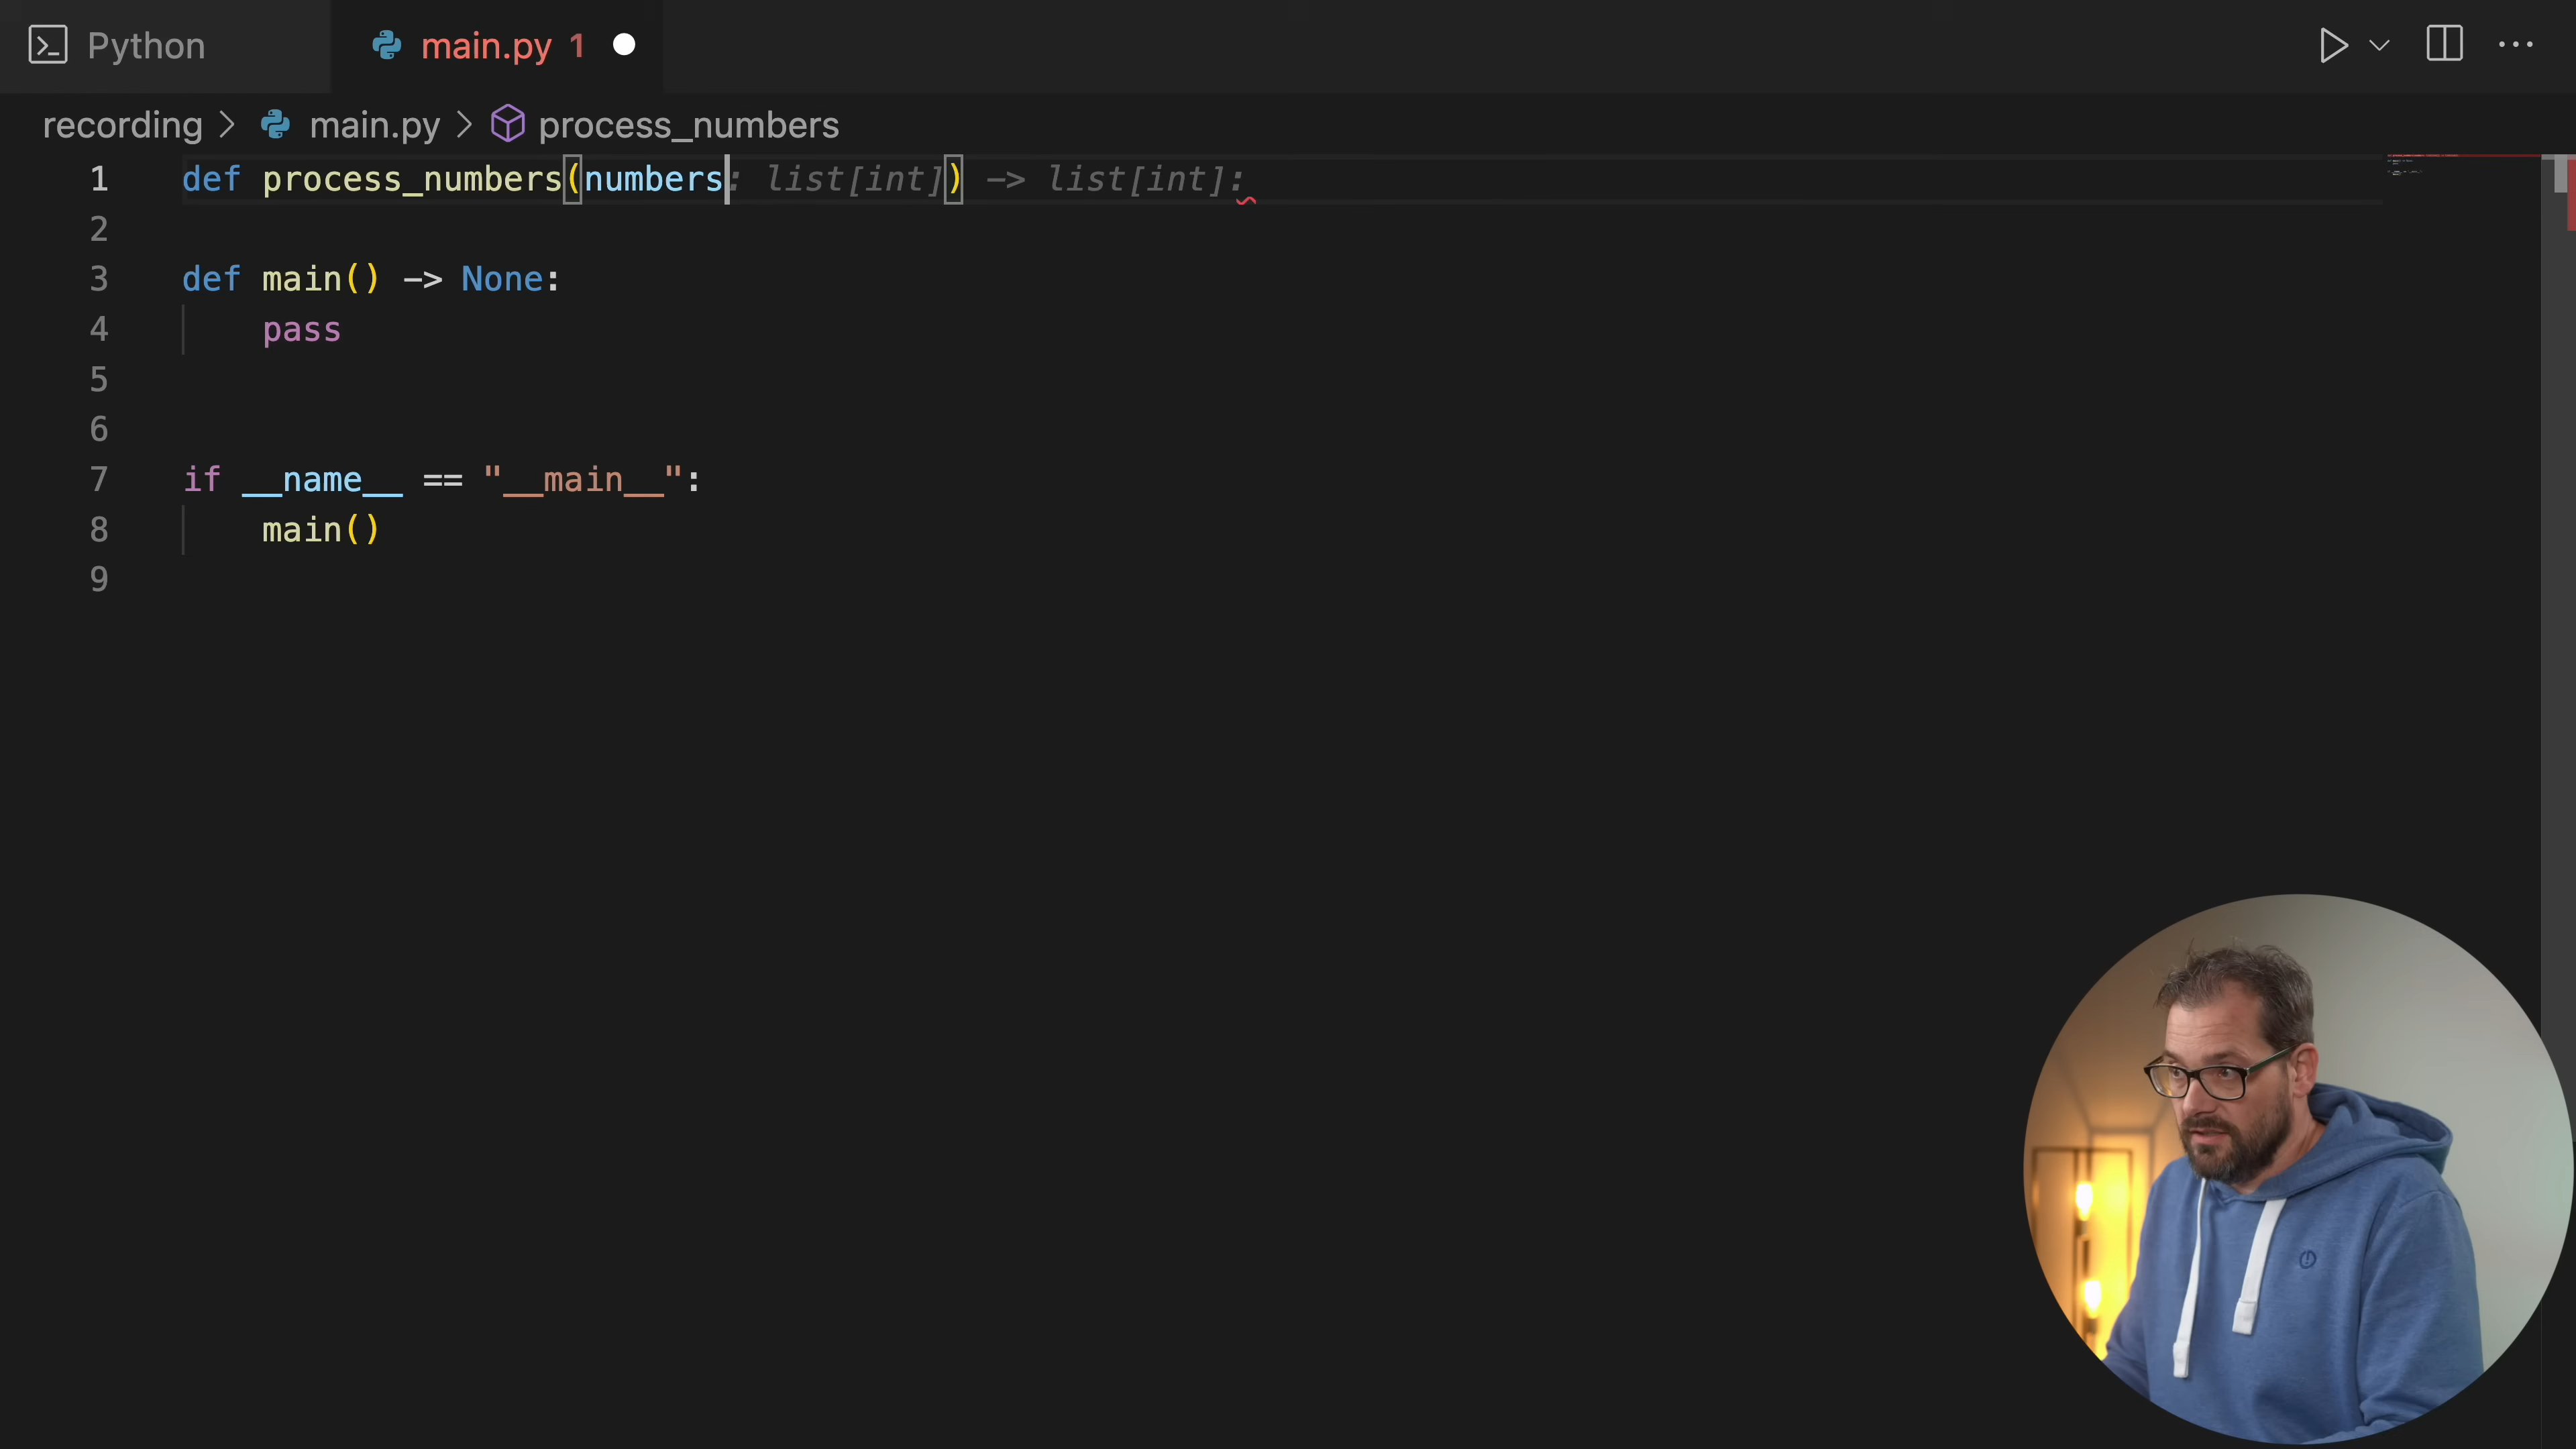 Python
main.py 1
recording > main.py > process_numbers
1 def process_numbers(numbers: list[int]) -> list[int]:
2
3 def main() -> None:
4 pass
5
6
7 if __name__ == "__main__":
8 main()
9